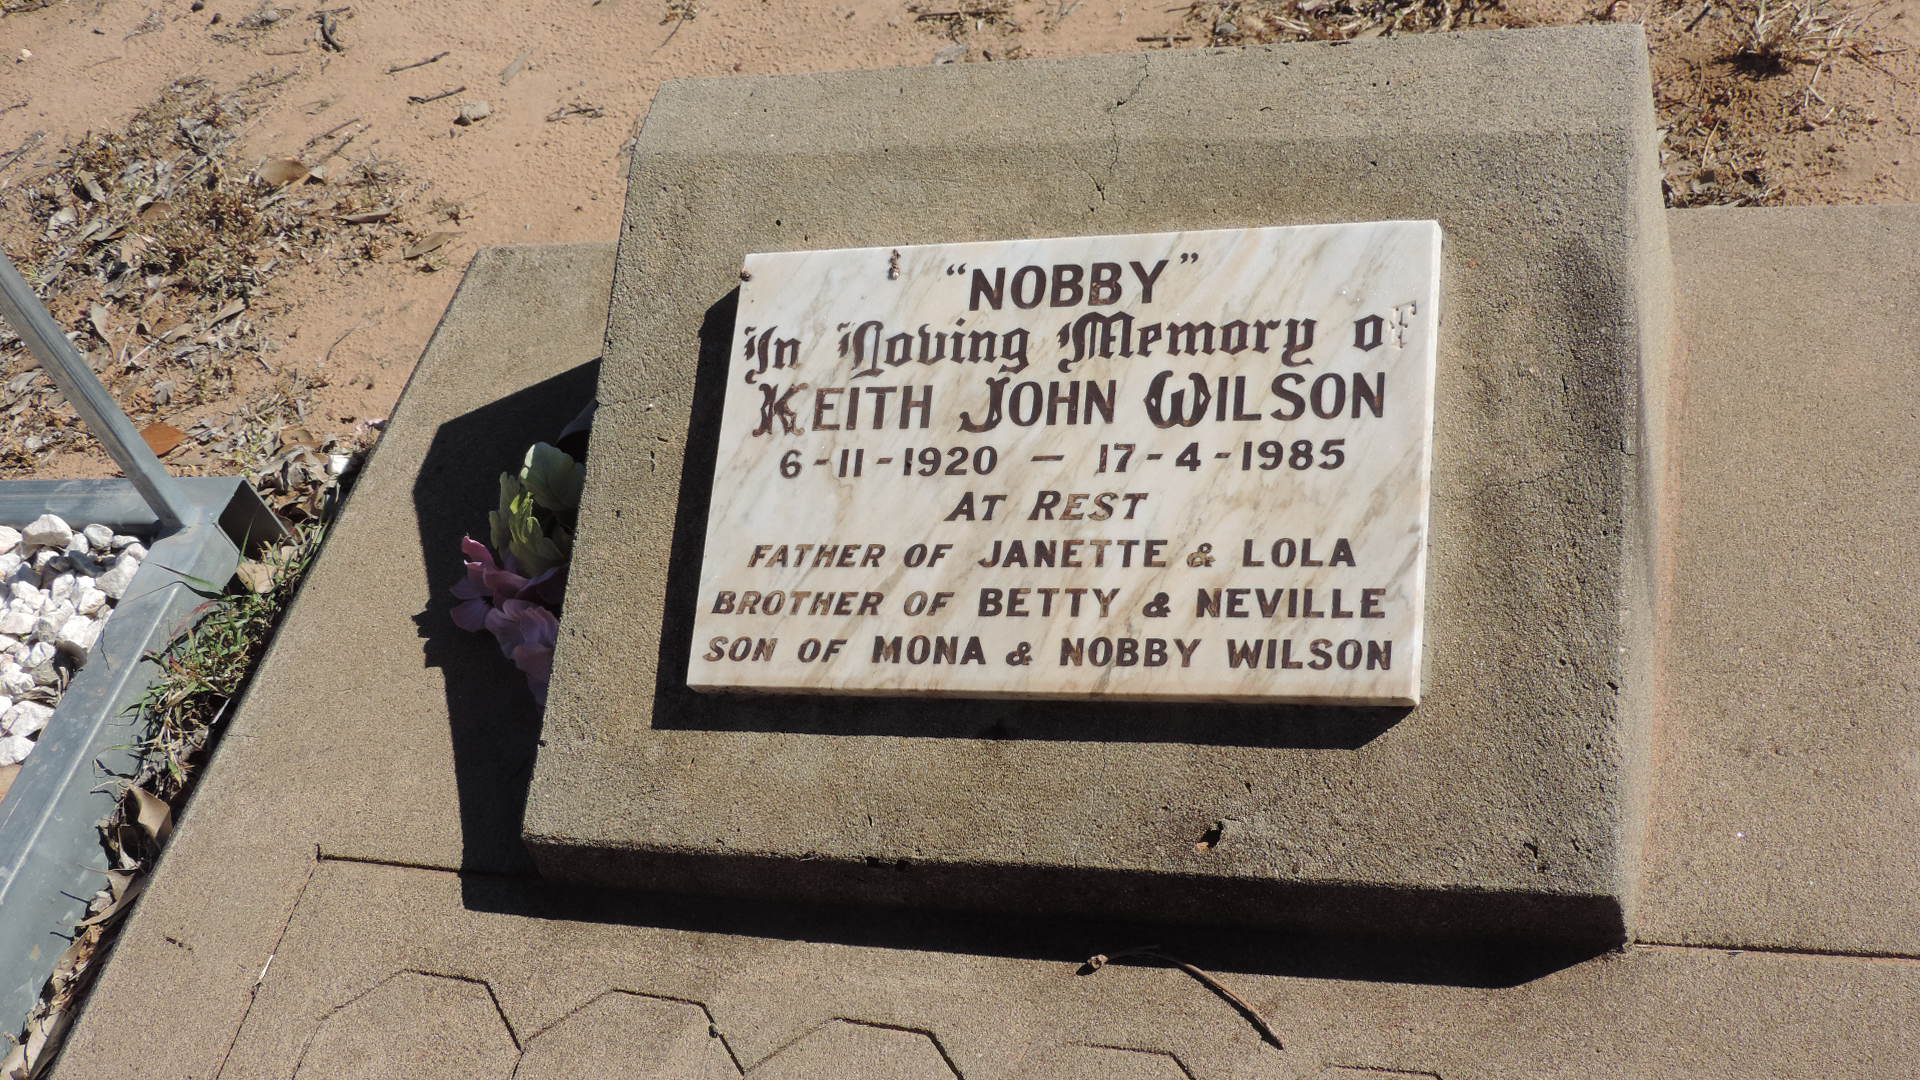 “NOBBY”
In Loving Memory of
KEITH JOHN WILSON
6-11-1920 — 17-4-1985
AT REST
FATHER OF JANETTE & LOLA
BROTHER OF BETTY & NEVILLE
SON OF MONA & NOBBY WILSON